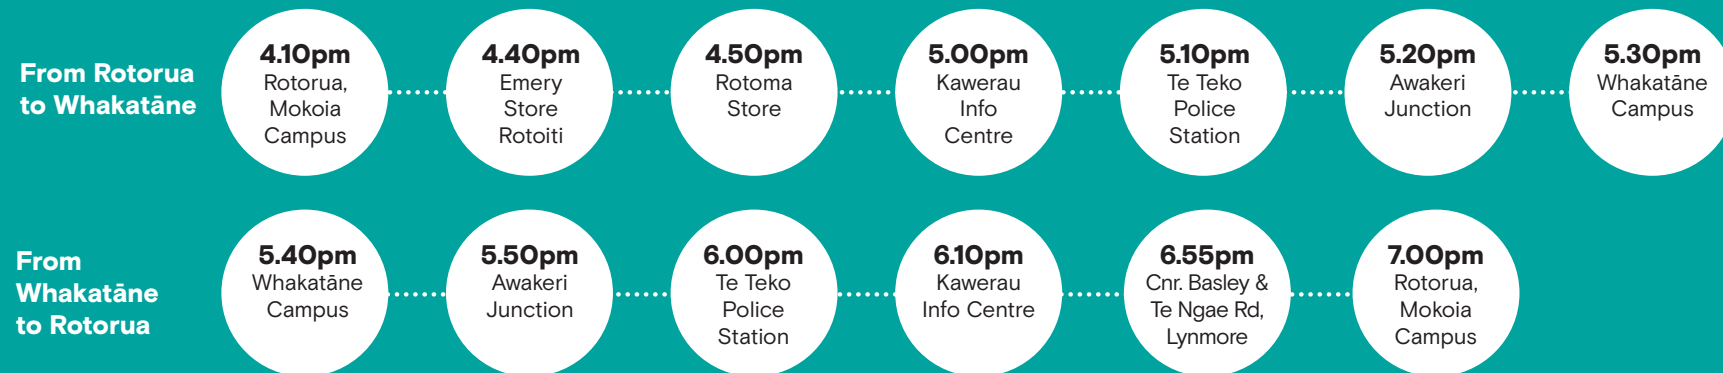 From Rotorua
to Whakatāne
4.10pm
Rotorua,
Mokoia
Campus
4.40pm
Emery
Store
Rotoiti
4.50pm
Rotoma
Store
5.00pm
Kawerau
Info
Centre
5.10pm
Te Teko
Police
Station
5.20pm
Awakeri
Junction
5.30pm
Whakatāne
Campus
From
Whakatāne
to Rotorua
5.40pm
Whakatāne
Campus
5.50pm
Awakeri
Junction
6.00pm
Te Teko
Police
Station
6.10pm
Kawerau
Info Centre
6.55pm
Cnr. Basley &
Te Ngae Rd,
Lynmore
7.00pm
Rotorua,
Mokoia
Campus